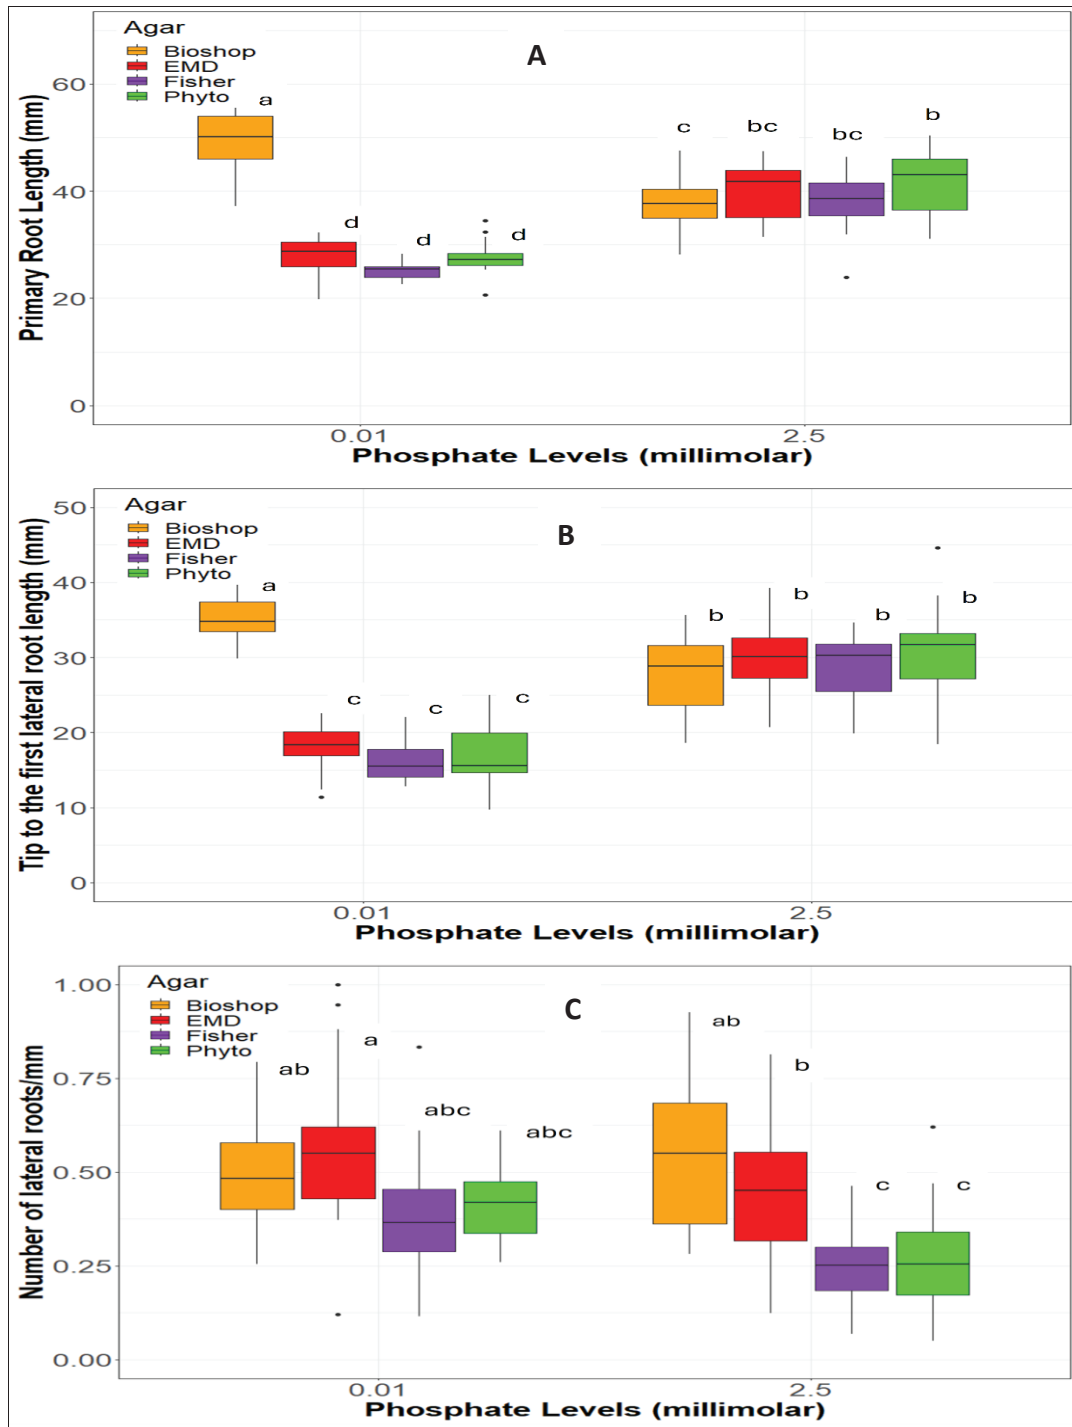 Agar
Bioshop
EMD
Fisher
Phyto
A
Primary Root Length (mm)
60
40
20
0
a
d
d
d
c
bc
bc
b
0.01
2.5
Phosphate Levels (millimolar)
Agar
Bioshop
EMD
Fisher
Phyto
B
Tip to the first lateral root length (mm)
50
40
30
20
10
0
a
c
c
c
b
b
b
b
0.01
2.5
Phosphate Levels (millimolar)
Agar
Bioshop
EMD
Fisher
Phyto
C
Number of lateral roots/mm
1.00
0.75
0.50
0.25
0.00
ab
a
abc
abc
ab
b
c
c
0.01
2.5
Phosphate Levels (millimolar)